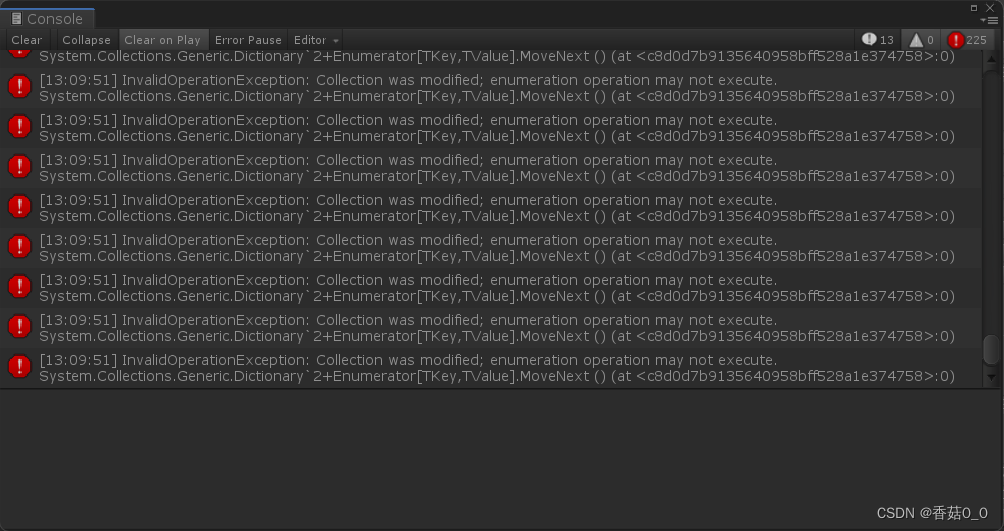 Console
Clear Collapse Clear on Play Error Pause Editor 13 0 225
System.Collections.Generic.Dictionary`2+Enumerator[TKey,TValue].MoveNext () (at <c8d0d7b9135640958bff528a1e374758>:0)
[13:09:51] InvalidOperationException: Collection was modified; enumeration operation may not execute.
System.Collections.Generic.Dictionary`2+Enumerator[TKey,TValue].MoveNext () (at <c8d0d7b9135640958bff528a1e374758>:0)
[13:09:51] InvalidOperationException: Collection was modified; enumeration operation may not execute.
System.Collections.Generic.Dictionary`2+Enumerator[TKey,TValue].MoveNext () (at <c8d0d7b9135640958bff528a1e374758>:0)
[13:09:51] InvalidOperationException: Collection was modified; enumeration operation may not execute.
System.Collections.Generic.Dictionary`2+Enumerator[TKey,TValue].MoveNext () (at <c8d0d7b9135640958bff528a1e374758>:0)
[13:09:51] InvalidOperationException: Collection was modified; enumeration operation may not execute.
System.Collections.Generic.Dictionary`2+Enumerator[TKey,TValue].MoveNext () (at <c8d0d7b9135640958bff528a1e374758>:0)
[13:09:51] InvalidOperationException: Collection was modified; enumeration operation may not execute.
System.Collections.Generic.Dictionary`2+Enumerator[TKey,TValue].MoveNext () (at <c8d0d7b9135640958bff528a1e374758>:0)
[13:09:51] InvalidOperationException: Collection was modified; enumeration operation may not execute.
System.Collections.Generic.Dictionary`2+Enumerator[TKey,TValue].MoveNext () (at <c8d0d7b9135640958bff528a1e374758>:0)
[13:09:51] InvalidOperationException: Collection was modified; enumeration operation may not execute.
System.Collections.Generic.Dictionary`2+Enumerator[TKey,TValue].MoveNext () (at <c8d0d7b9135640958bff528a1e374758>:0)
[13:09:51] InvalidOperationException: Collection was modified; enumeration operation may not execute.
System.Collections.Generic.Dictionary`2+Enumerator[TKey,TValue].MoveNext () (at <c8d0d7b9135640958bff528a1e374758>:0)
CSDN @香菇0_0